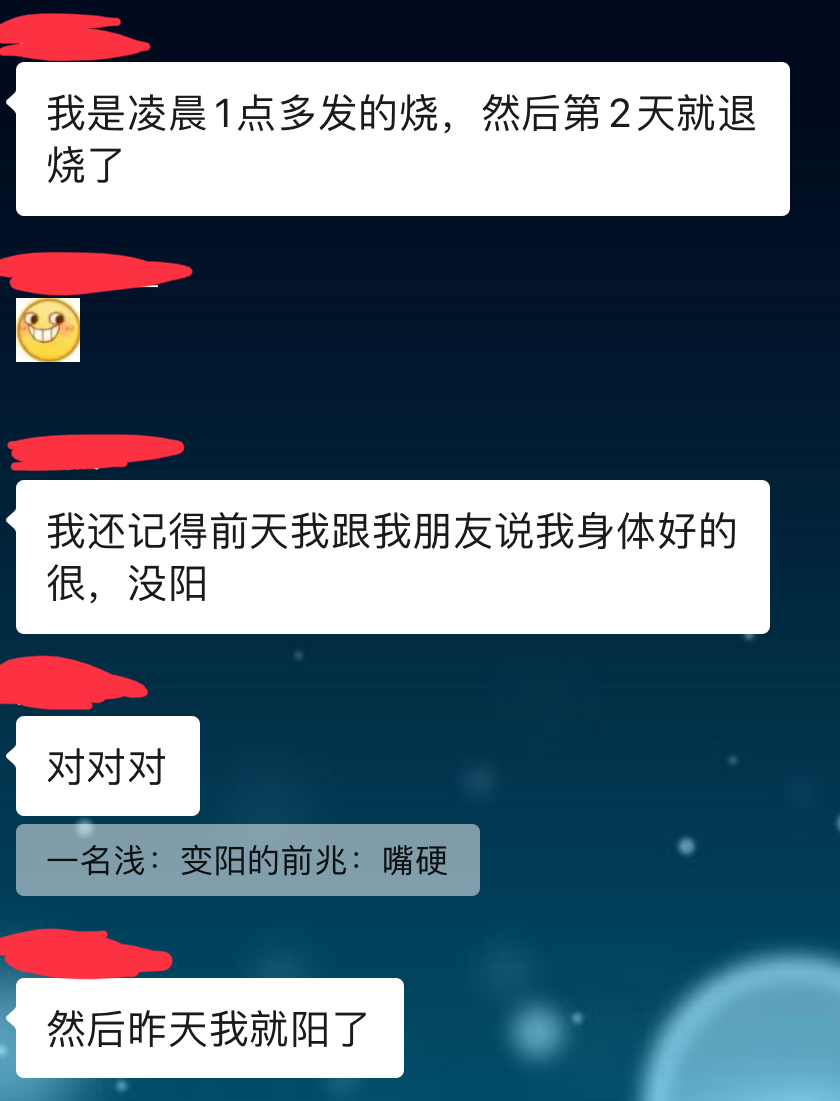 我是凌晨1点多发的烧，然后第2天就退
烧了
我还记得前天我跟我朋友说我身体好的
很，没阳
对对对
一名浅：变阳的前兆：嘴硬
然后昨天我就阳了